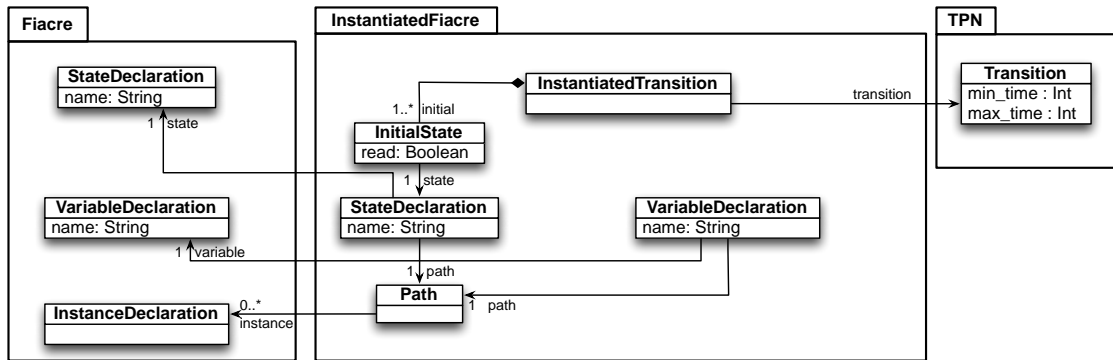 Fiacre
InstantiatedFiacre
TPN
StateDeclaration
name: String
InstantiatedTransition
Transition
min_time : Int
max_time : Int
transition
1 state
1..* initial
InitialState
read: Boolean
1 state
VariableDeclaration
name: String
StateDeclaration
name: String
VariableDeclaration
name: String
1 variable
1 path
Path
1 path
InstanceDeclaration
0..*
instance